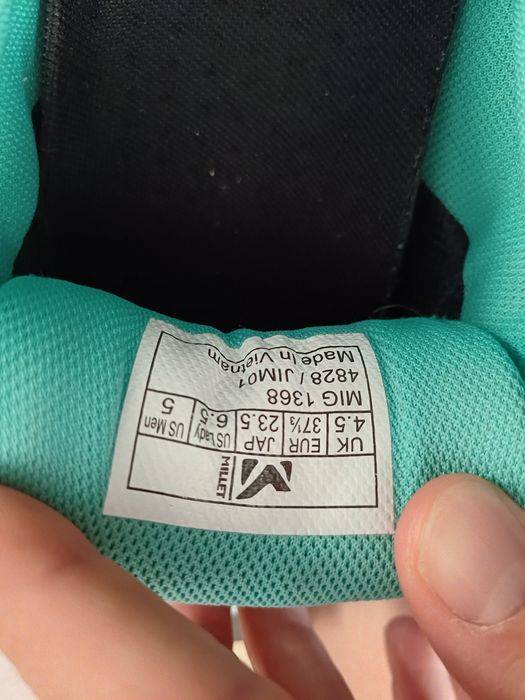 MILLET
UK EUR JAP US Lady US Men
4.5 37⅓ 23.5 6.5 5
MIG 1368
4828 / JIM01
Made in Vietnam